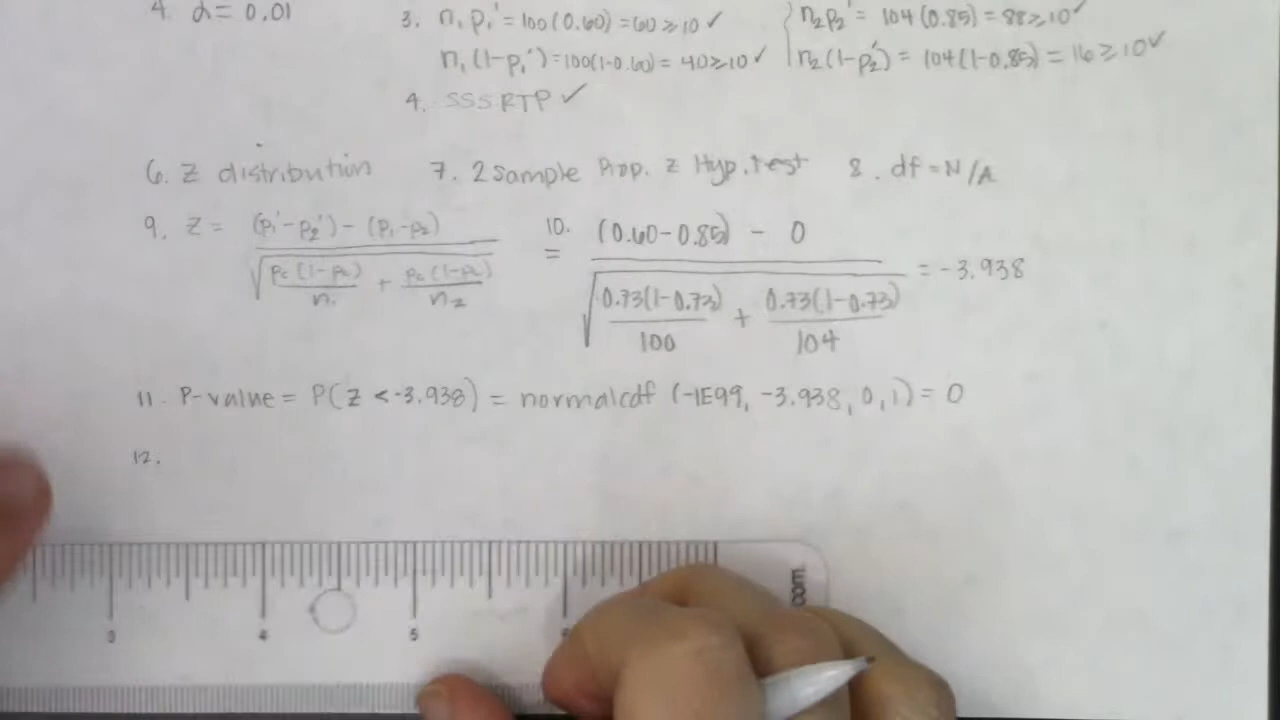 4. α = 0.01
3. n₁p₁' = 100(0.60) = 60 ≥ 10 ✓
n₂p₂' = 104(0.85) = 88 ≥ 10 ✓
n₁(1-p₁') = 100(1-0.60) = 40 ≥ 10 ✓
n₂(1-p₂') = 104(1-0.85) = 16 ≥ 10 ✓
4. SSSRTP ✓
6. Z distribution 7. 2 Sample Prop. z Hyp. test 8. df = N/A
9. Z = (p₁'-p₂') - (p₁-p₂) / √(pc(1-pc)/n₁ + pc(1-pc)/n₂)
10. = (0.60-0.85) - 0 / √(0.73(1-0.73)/100 + 0.73(1-0.73)/104) = -3.938
11. P-value = P(Z < -3.938) = normalcdf (-1E99, -3.938, 0, 1) = 0
12.
3 4 5